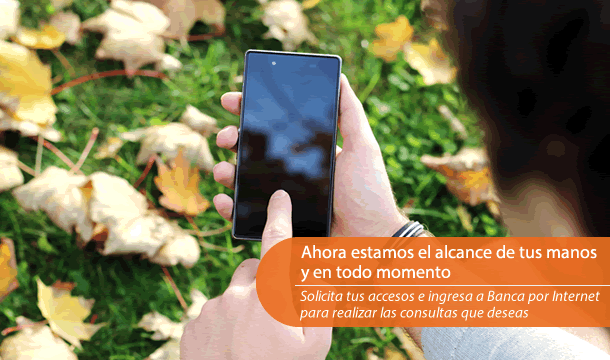 Ahora estamos el alcance de tus manos
y en todo momento
Solicita tus accesos e ingresa a Banca por Internet
para realizar las consultas que deseas